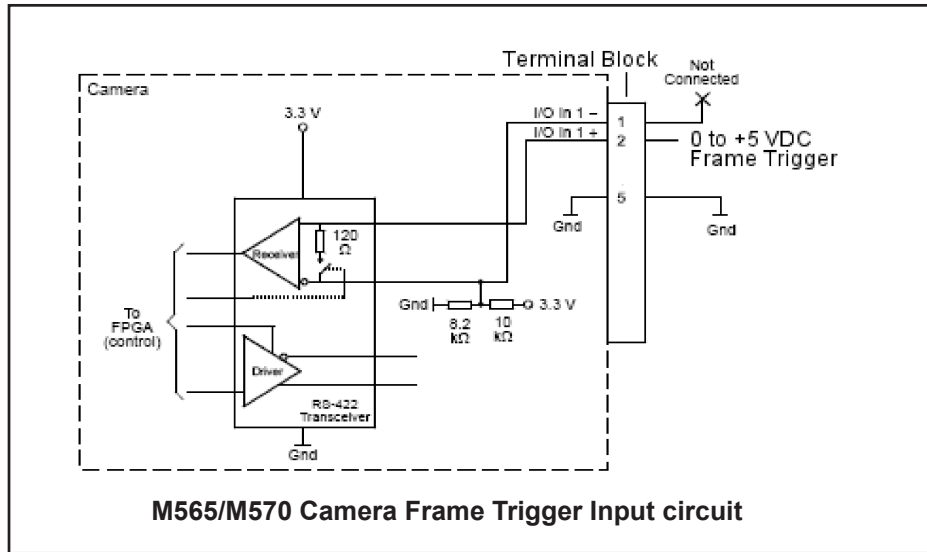 Terminal Block
Not
Connected
Camera
3.3 V
I/O In 1 –
1
I/O In 1 +
2
0 to +5 VDC
Frame Trigger
5
Gnd
Gnd
120
Ω
Receiver
Gnd
3.3 V
8.2
kΩ
10
kΩ
To
FPGA
(control)
Driver
RS-422
Transceiver
Gnd
M565/M570 Camera Frame Trigger Input circuit